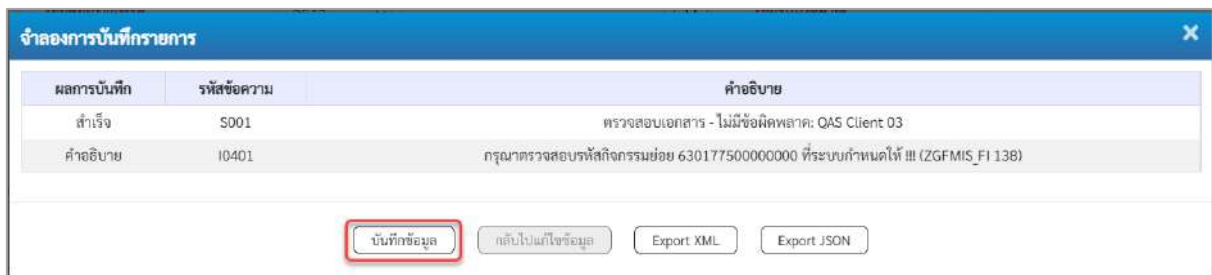 จำลองการบันทึกรายการ
ผลการบันทึก รหัสข้อความ คำอธิบาย
สำเร็จ S001 ตรวจสอบเอกสาร - ไม่มีข้อผิดพลาด: QAS Client 03
คำอธิบาย I0401 กรุณาตรวจสอบรหัสกิจกรรมย่อย 630177500000000 ที่ระบบกำหนดให้ !!! (ZGFMIS_FI 138)
บันทึกข้อมูล กลับไปแก้ไขข้อมูล Export XML Export JSON